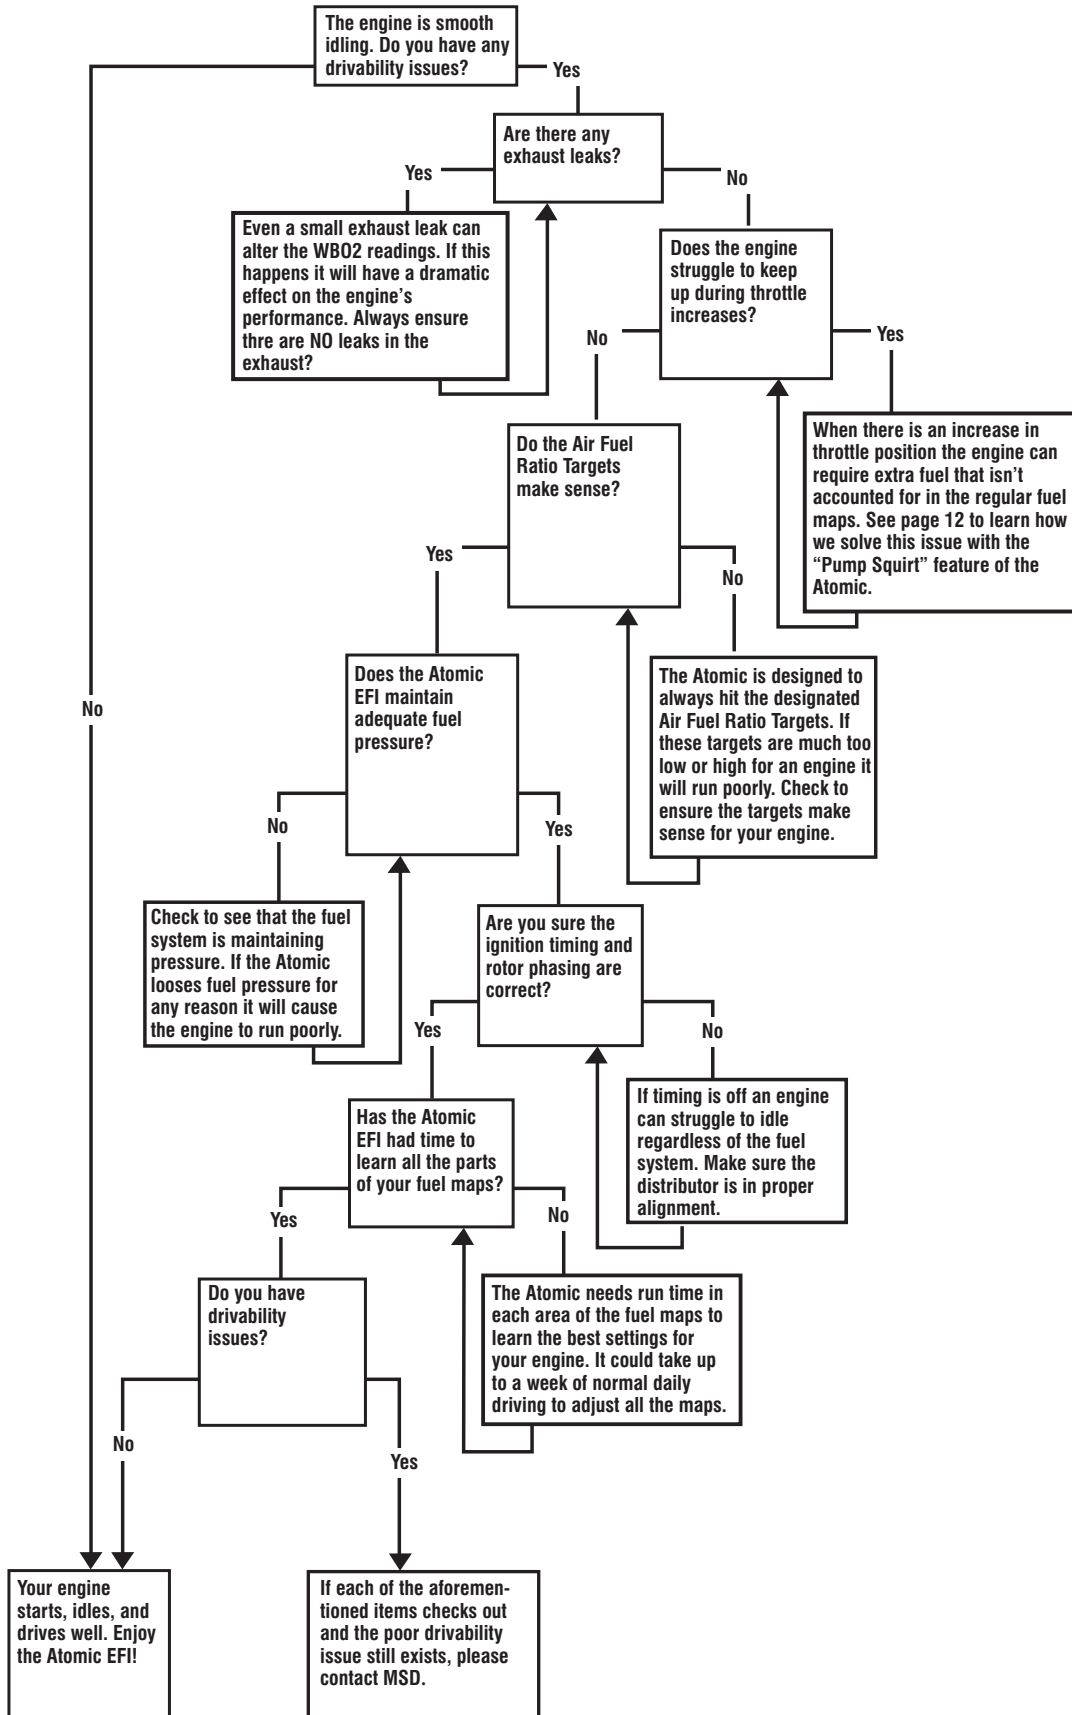 The engine is smooth
idling. Do you have any
drivability issues?
Yes
Are there any
exhaust leaks?
Yes
No
Even a small exhaust leak can
alter the WBO2 readings. If this
happens it will have a dramatic
effect on the engine's
performance. Always ensure
thre are NO leaks in the
exhaust?
Does the engine
struggle to keep
up during throttle
increases?
No
Yes
When there is an increase in
throttle position the engine can
require extra fuel that isn't
accounted for in the regular fuel
maps. See page 12 to learn how
we solve this issue with the
“Pump Squirt” feature of the
Atomic.
Do the Air Fuel
Ratio Targets
make sense?
Yes
No
The Atomic is designed to
always hit the designated
Air Fuel Ratio Targets. If
these targets are much too
low or high for an engine it
will run poorly. Check to
ensure the targets make
sense for your engine.
Does the Atomic
EFI maintain
adequate fuel
pressure?
No
No
Yes
Check to see that the fuel
system is maintaining
pressure. If the Atomic
looses fuel pressure for
any reason it will cause
the engine to run poorly.
Are you sure the
ignition timing and
rotor phasing are
correct?
Yes
No
If timing is off an engine
can struggle to idle
regardless of the fuel
system. Make sure the
distributor is in proper
alignment.
Has the Atomic
EFI had time to
learn all the parts
of your fuel maps?
Yes
No
The Atomic needs run time in
each area of the fuel maps to
learn the best settings for
your engine. It could take up
to a week of normal daily
driving to adjust all the maps.
Do you have
drivability
issues?
No
Yes
Your engine
starts, idles, and
drives well. Enjoy
the Atomic EFI!
If each of the aforemen-
tioned items checks out
and the poor drivability
issue still exists, please
contact MSD.